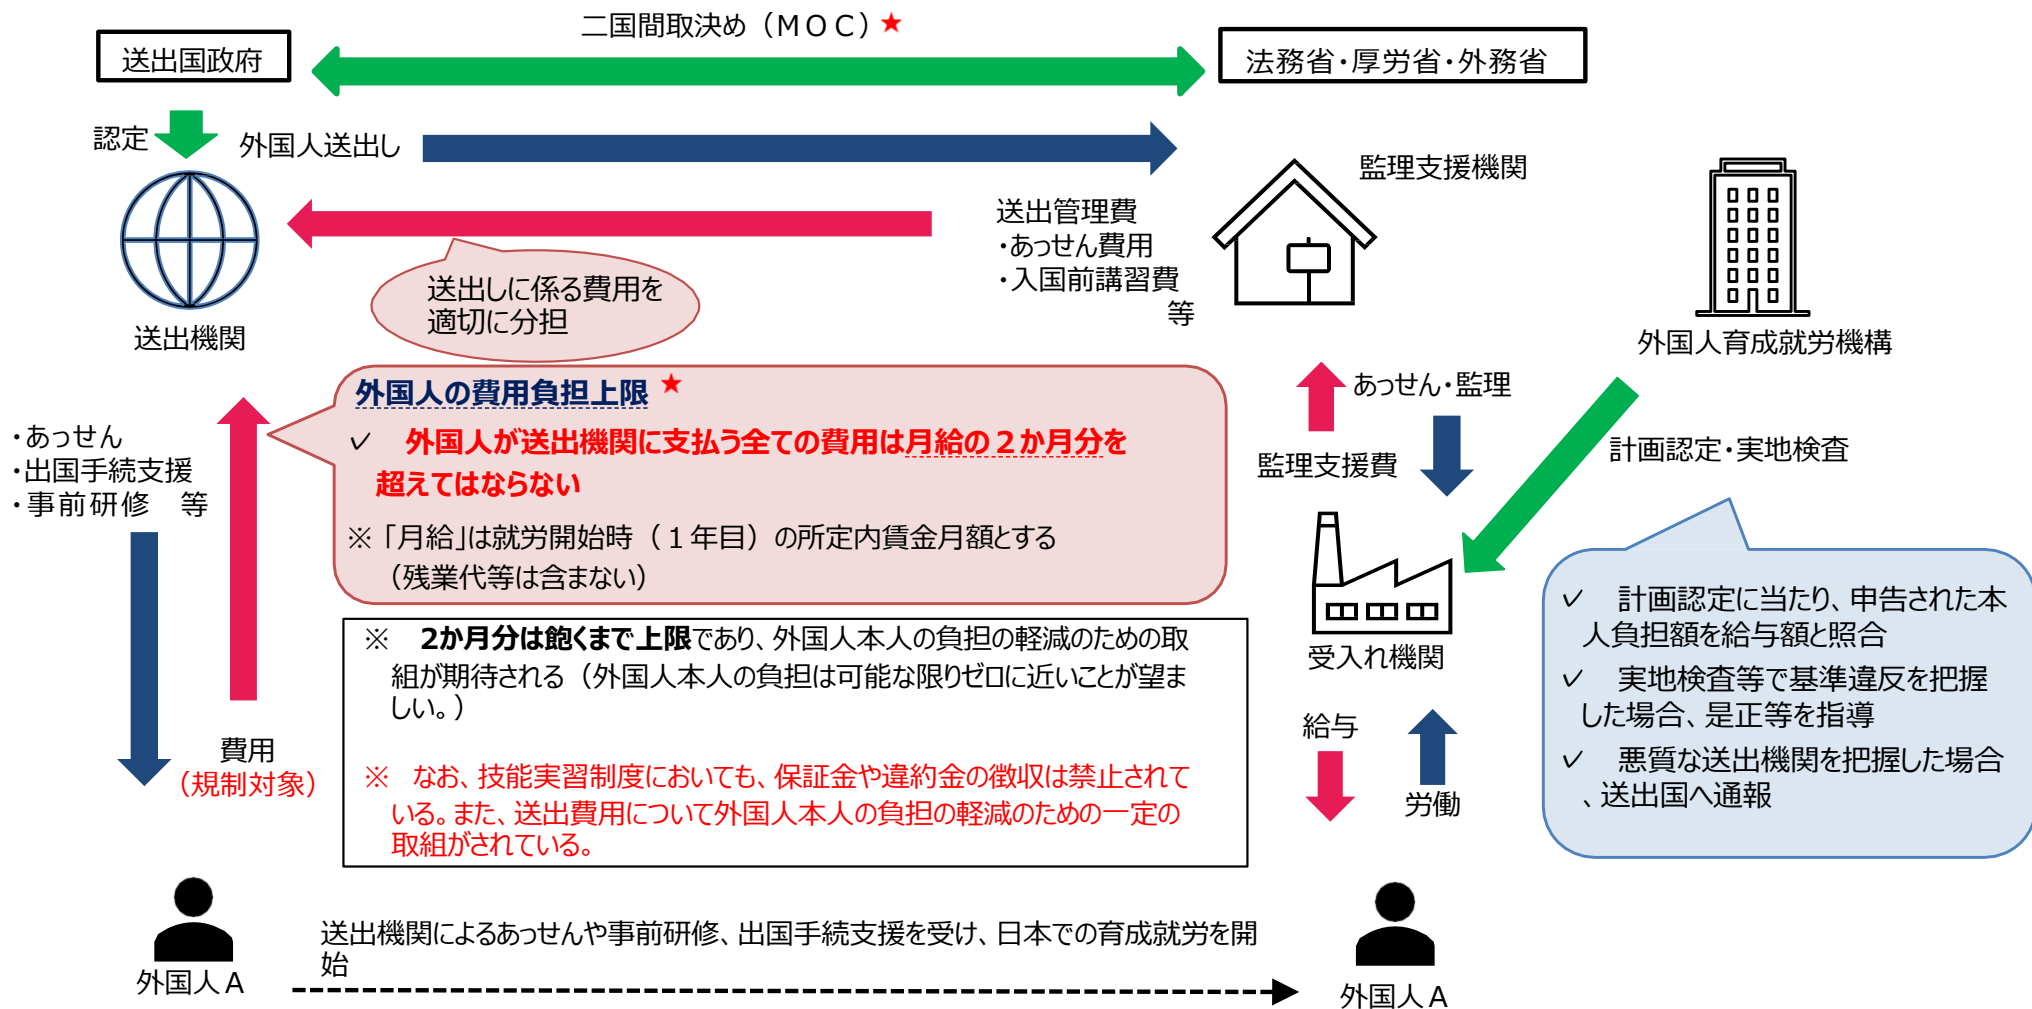 二国間取決め（ＭＯＣ）★
送出国政府
法務省・厚労省・外務省
認定
外国人送出し
監理支援機関
送出管理費
・あっせん費用
・入国前講習費
等
送出しに係る費用を
適切に分担
送出機関
外国人育成就労機構
外国人の費用負担上限 ★
✓ 外国人が送出機関に支払う全ての費用は月給の２か月分を
超えてはならない
※「月給」は就労開始時（１年目）の所定内賃金月額とする
（残業代等は含まない）
・あっせん
・出国手続支援
・事前研修　等
あっせん・監理
監理支援費
計画認定・実地検査
受入れ機関
✓ 計画認定に当たり、申告された本
人負担額を給与額と照合
✓ 実地検査等で基準違反を把握
した場合、是正等を指導
✓ 悪質な送出機関を把握した場合
、送出国へ通報
※　2か月分は飽くまで上限であり、外国人本人の負担の軽減のための取
組が期待される（外国人本人の負担は可能な限りゼロに近いことが望ま
しい。）
※　なお、技能実習制度においても、保証金や違約金の徴収は禁止されて
いる。また、送出費用について外国人本人の負担の軽減のための一定の
取組がされている。
費用
（規制対象）
給与
労働
送出機関によるあっせんや事前研修、出国手続支援を受け、日本での育成就労を開
始
外国人Ａ
外国人Ａ